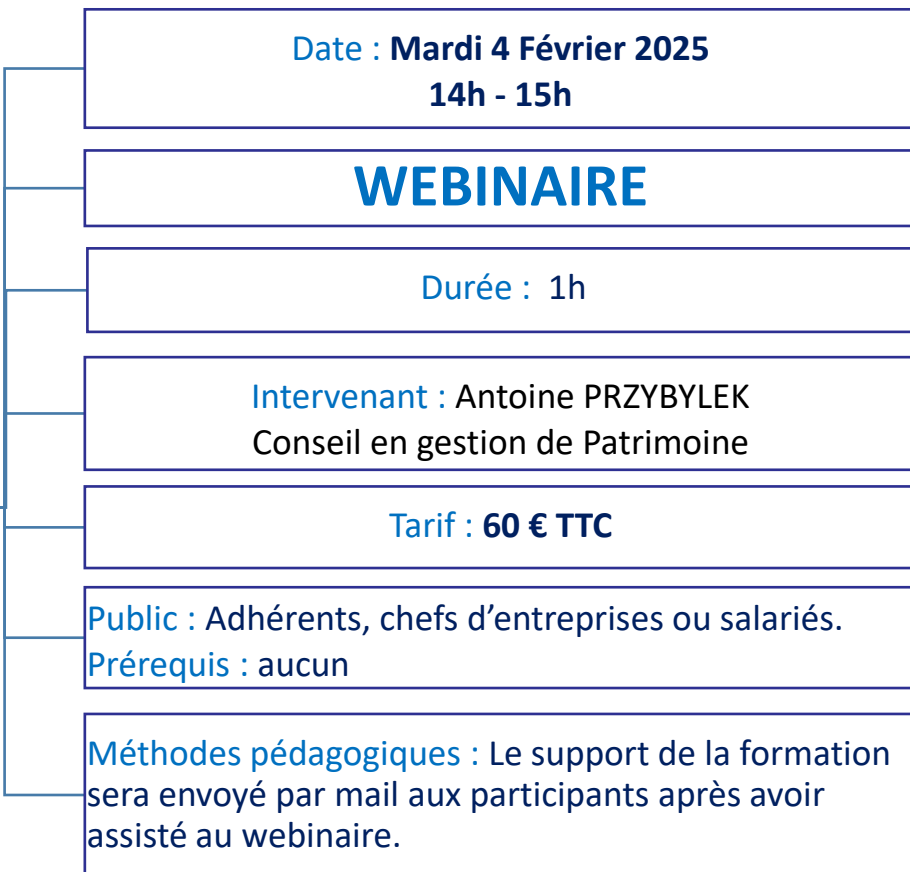 Date : Mardi 4 Février 2025
14h - 15h
WEBINAIRE
Durée : 1h
Intervenant : Antoine PRZYBYLEK
Conseil en gestion de Patrimoine
Tarif : 60 € TTC
Public : Adhérents, chefs d’entreprises ou salariés.
Prérequis : aucun
Méthodes pédagogiques : Le support de la formation
sera envoyé par mail aux participants après avoir
assisté au webinaire.